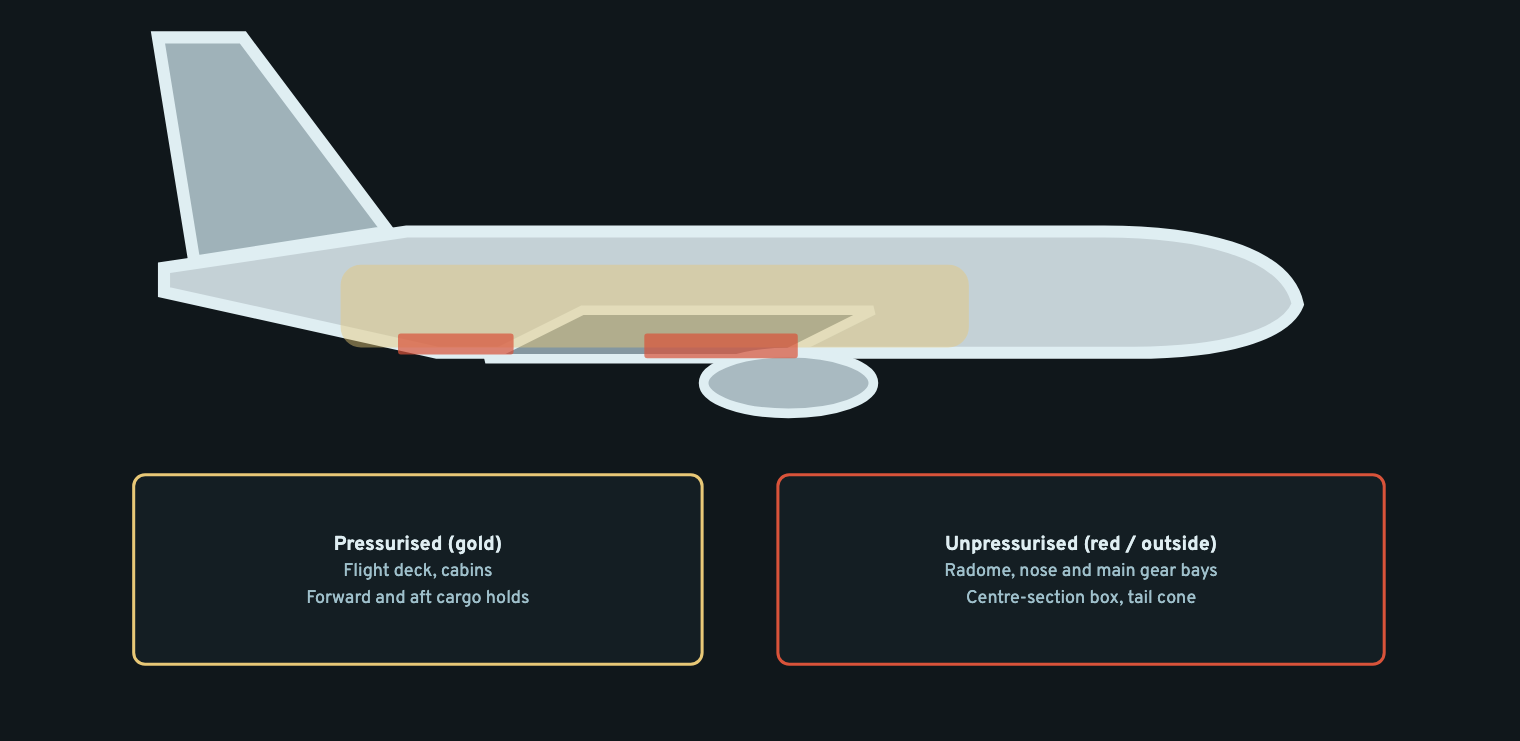 Pressurised (gold)
Flight deck, cabins
Forward and aft cargo holds
Unpressurised (red / outside)
Radome, nose and main gear bays
Centre-section box, tail cone